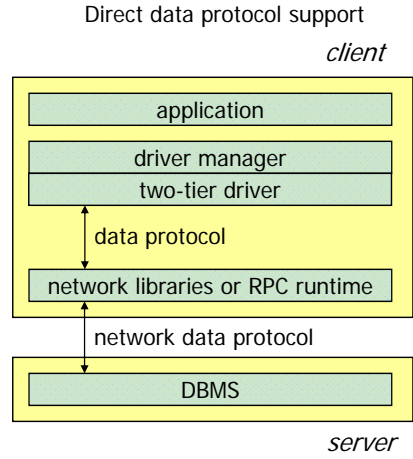 Direct data protocol support
client
application
driver manager
two-tier driver
data protocol
network libraries or RPC runtime
network data protocol
DBMS
server